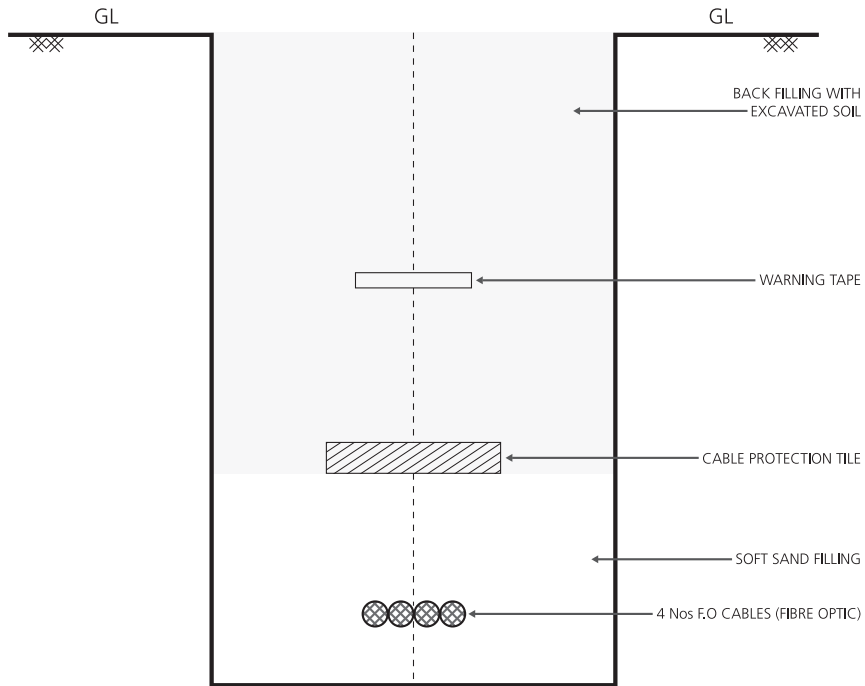 GL
GL
BACK FILLING WITH
EXCAVATED SOIL
WARNING TAPE
CABLE PROTECTION TILE
SOFT SAND FILLING
4 Nos F.O CABLES (FIBRE OPTIC)